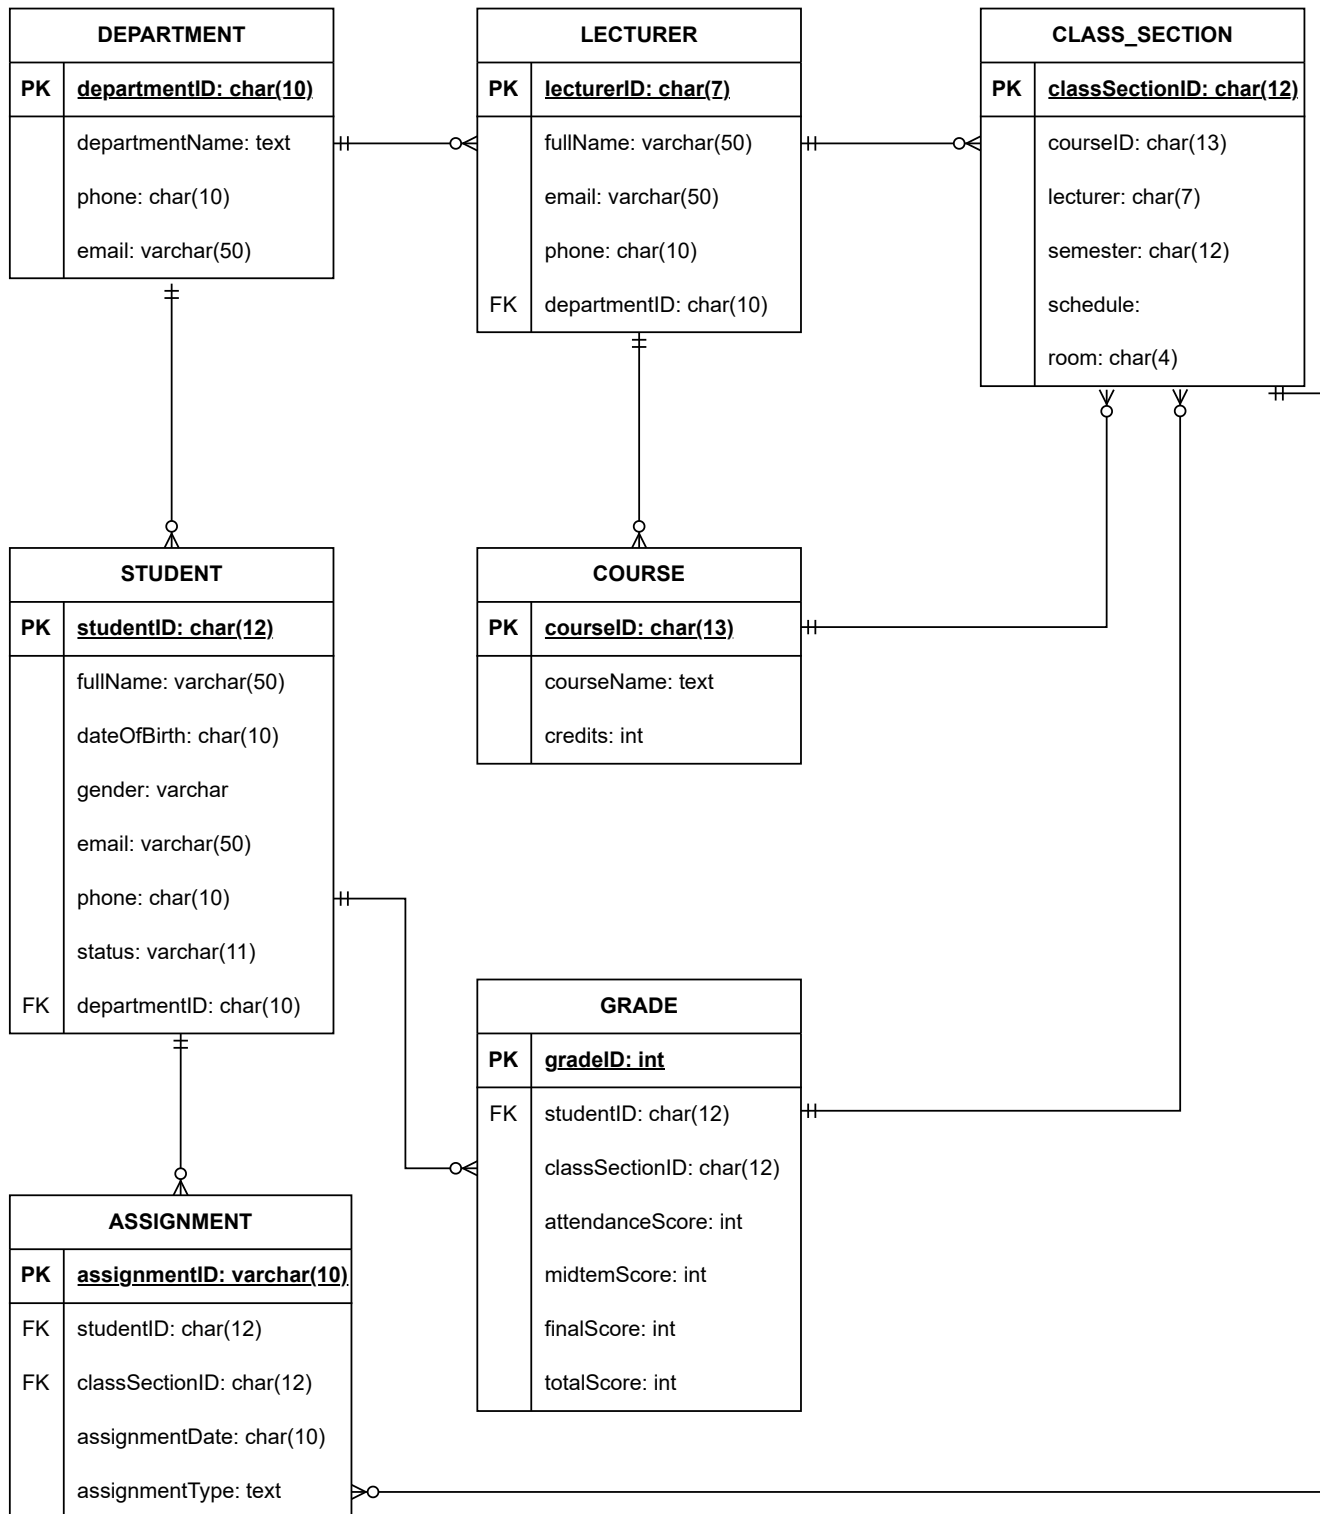 DEPARTMENT
PK departmentID: char(10)
departmentName: text
phone: char(10)
email: varchar(50)
LECTURER
PK lecturerID: char(7)
fullName: varchar(50)
email: varchar(50)
phone: char(10)
FK departmentID: char(10)
CLASS_SECTION
PK classSectionID: char(12)
courseID: char(13)
lecturer: char(7)
semester: char(12)
schedule:
room: char(4)
STUDENT
PK studentID: char(12)
fullName: varchar(50)
dateOfBirth: char(10)
gender: varchar
email: varchar(50)
phone: char(10)
status: varchar(11)
FK departmentID: char(10)
COURSE
PK courseID: char(13)
courseName: text
credits: int
GRADE
PK gradeID: int
FK studentID: char(12)
classSectionID: char(12)
attendanceScore: int
midtemScore: int
finalScore: int
totalScore: int
ASSIGNMENT
PK assignmentID: varchar(10)
FK studentID: char(12)
FK classSectionID: char(12)
assignmentDate: char(10)
assignmentType: text